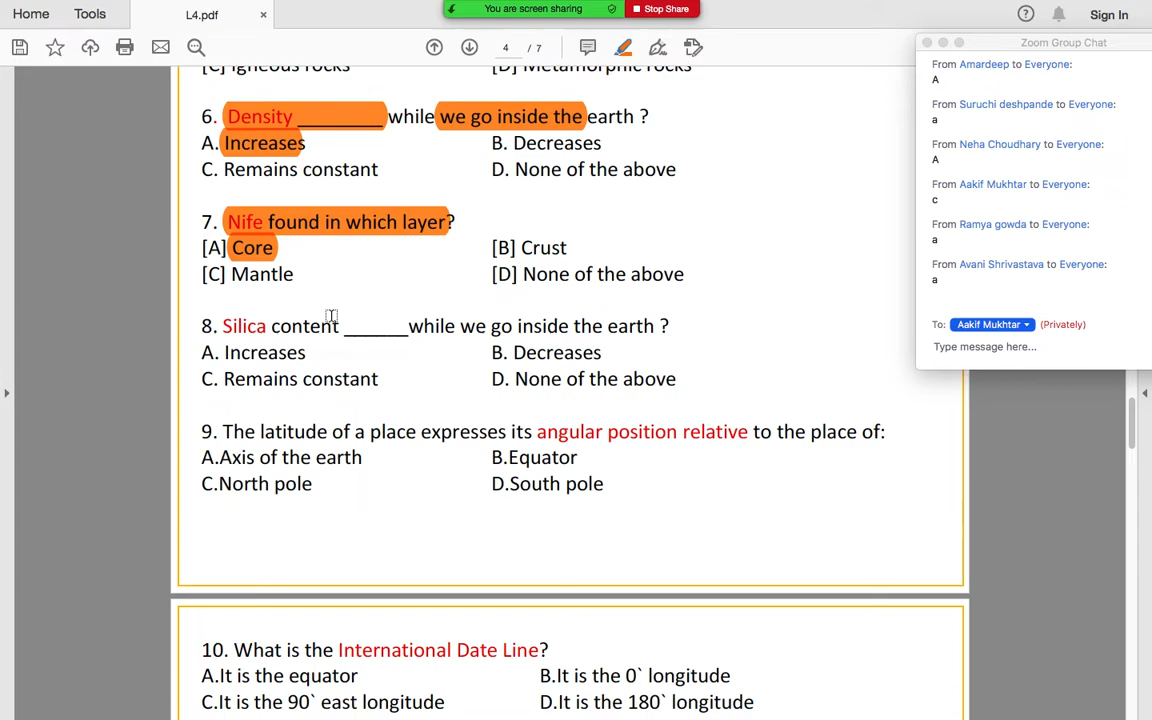 Home Tools L4.pdf ×
You are screen sharing Stop Share
Sign In
4 / 7
[C] Igneous rocks [D] Metamorphic rocks
6. Density ________ while we go inside the earth ?
A. Increases B. Decreases
C. Remains constant D. None of the above
7. Nife found in which layer?
[A] Core [B] Crust
[C] Mantle [D] None of the above
8. Silica content ______while we go inside the earth ?
A. Increases B. Decreases
C. Remains constant D. None of the above
9. The latitude of a place expresses its angular position relative to the place of:
A.Axis of the earth B.Equator
C.North pole D.South pole
10. What is the International Date Line?
A.It is the equator B.It is the 0` longitude
C.It is the 90` east longitude D.It is the 180` longitude
Zoom Group Chat
From Amardeep to Everyone:
A
From Suruchi deshpande to Everyone:
a
From Neha Choudhary to Everyone:
A
From Aakif Mukhtar to Everyone:
c
From Ramya gowda to Everyone:
a
From Avani Shrivastava to Everyone:
a
To: Aakif Mukhtar (Privately)
Type message here...